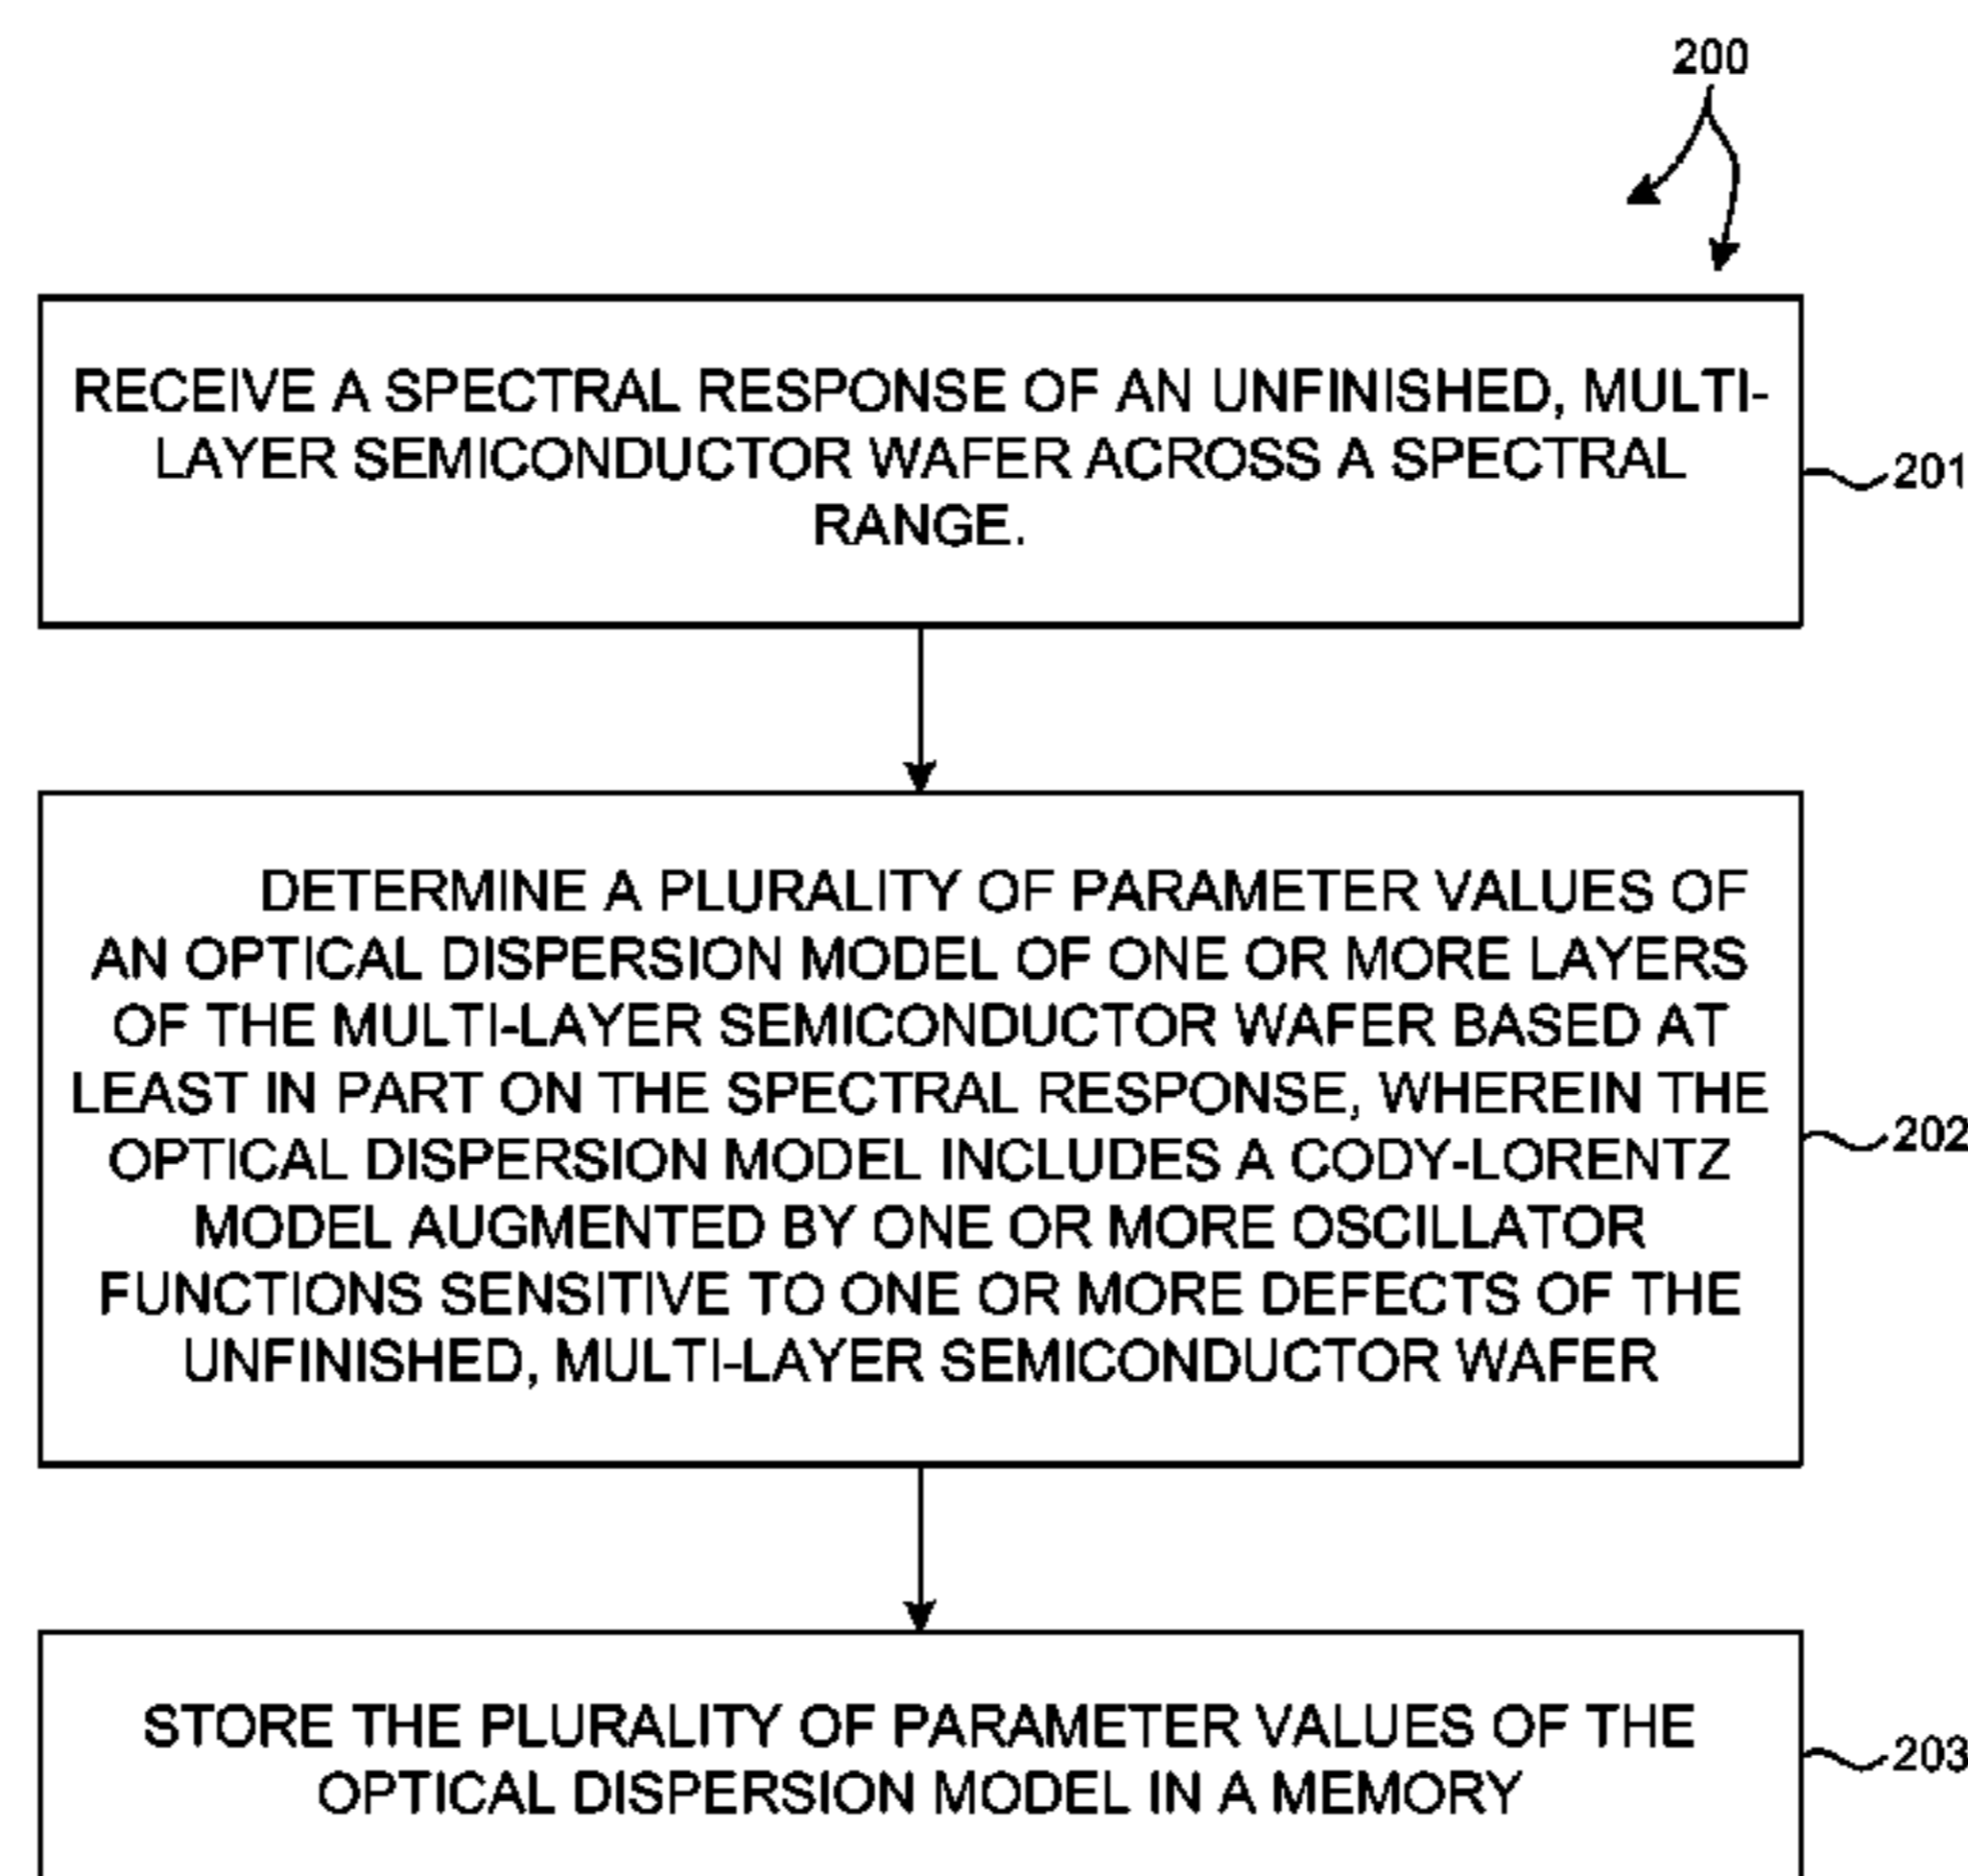 200
RECEIVE A SPECTRAL RESPONSE OF AN UNFINISHED, MULTI-
LAYER SEMICONDUCTOR WAFER ACROSS A SPECTRAL
RANGE.
201
DETERMINE A PLURALITY OF PARAMETER VALUES OF
AN OPTICAL DISPERSION MODEL OF ONE OR MORE LAYERS
OF THE MULTI-LAYER SEMICONDUCTOR WAFER BASED AT
LEAST IN PART ON THE SPECTRAL RESPONSE, WHEREIN THE
OPTICAL DISPERSION MODEL INCLUDES A CODY-LORENTZ
MODEL AUGMENTED BY ONE OR MORE OSCILLATOR
FUNCTIONS SENSITIVE TO ONE OR MORE DEFECTS OF THE
UNFINISHED, MULTI-LAYER SEMICONDUCTOR WAFER
202
STORE THE PLURALITY OF PARAMETER VALUES OF THE
OPTICAL DISPERSION MODEL IN A MEMORY
203